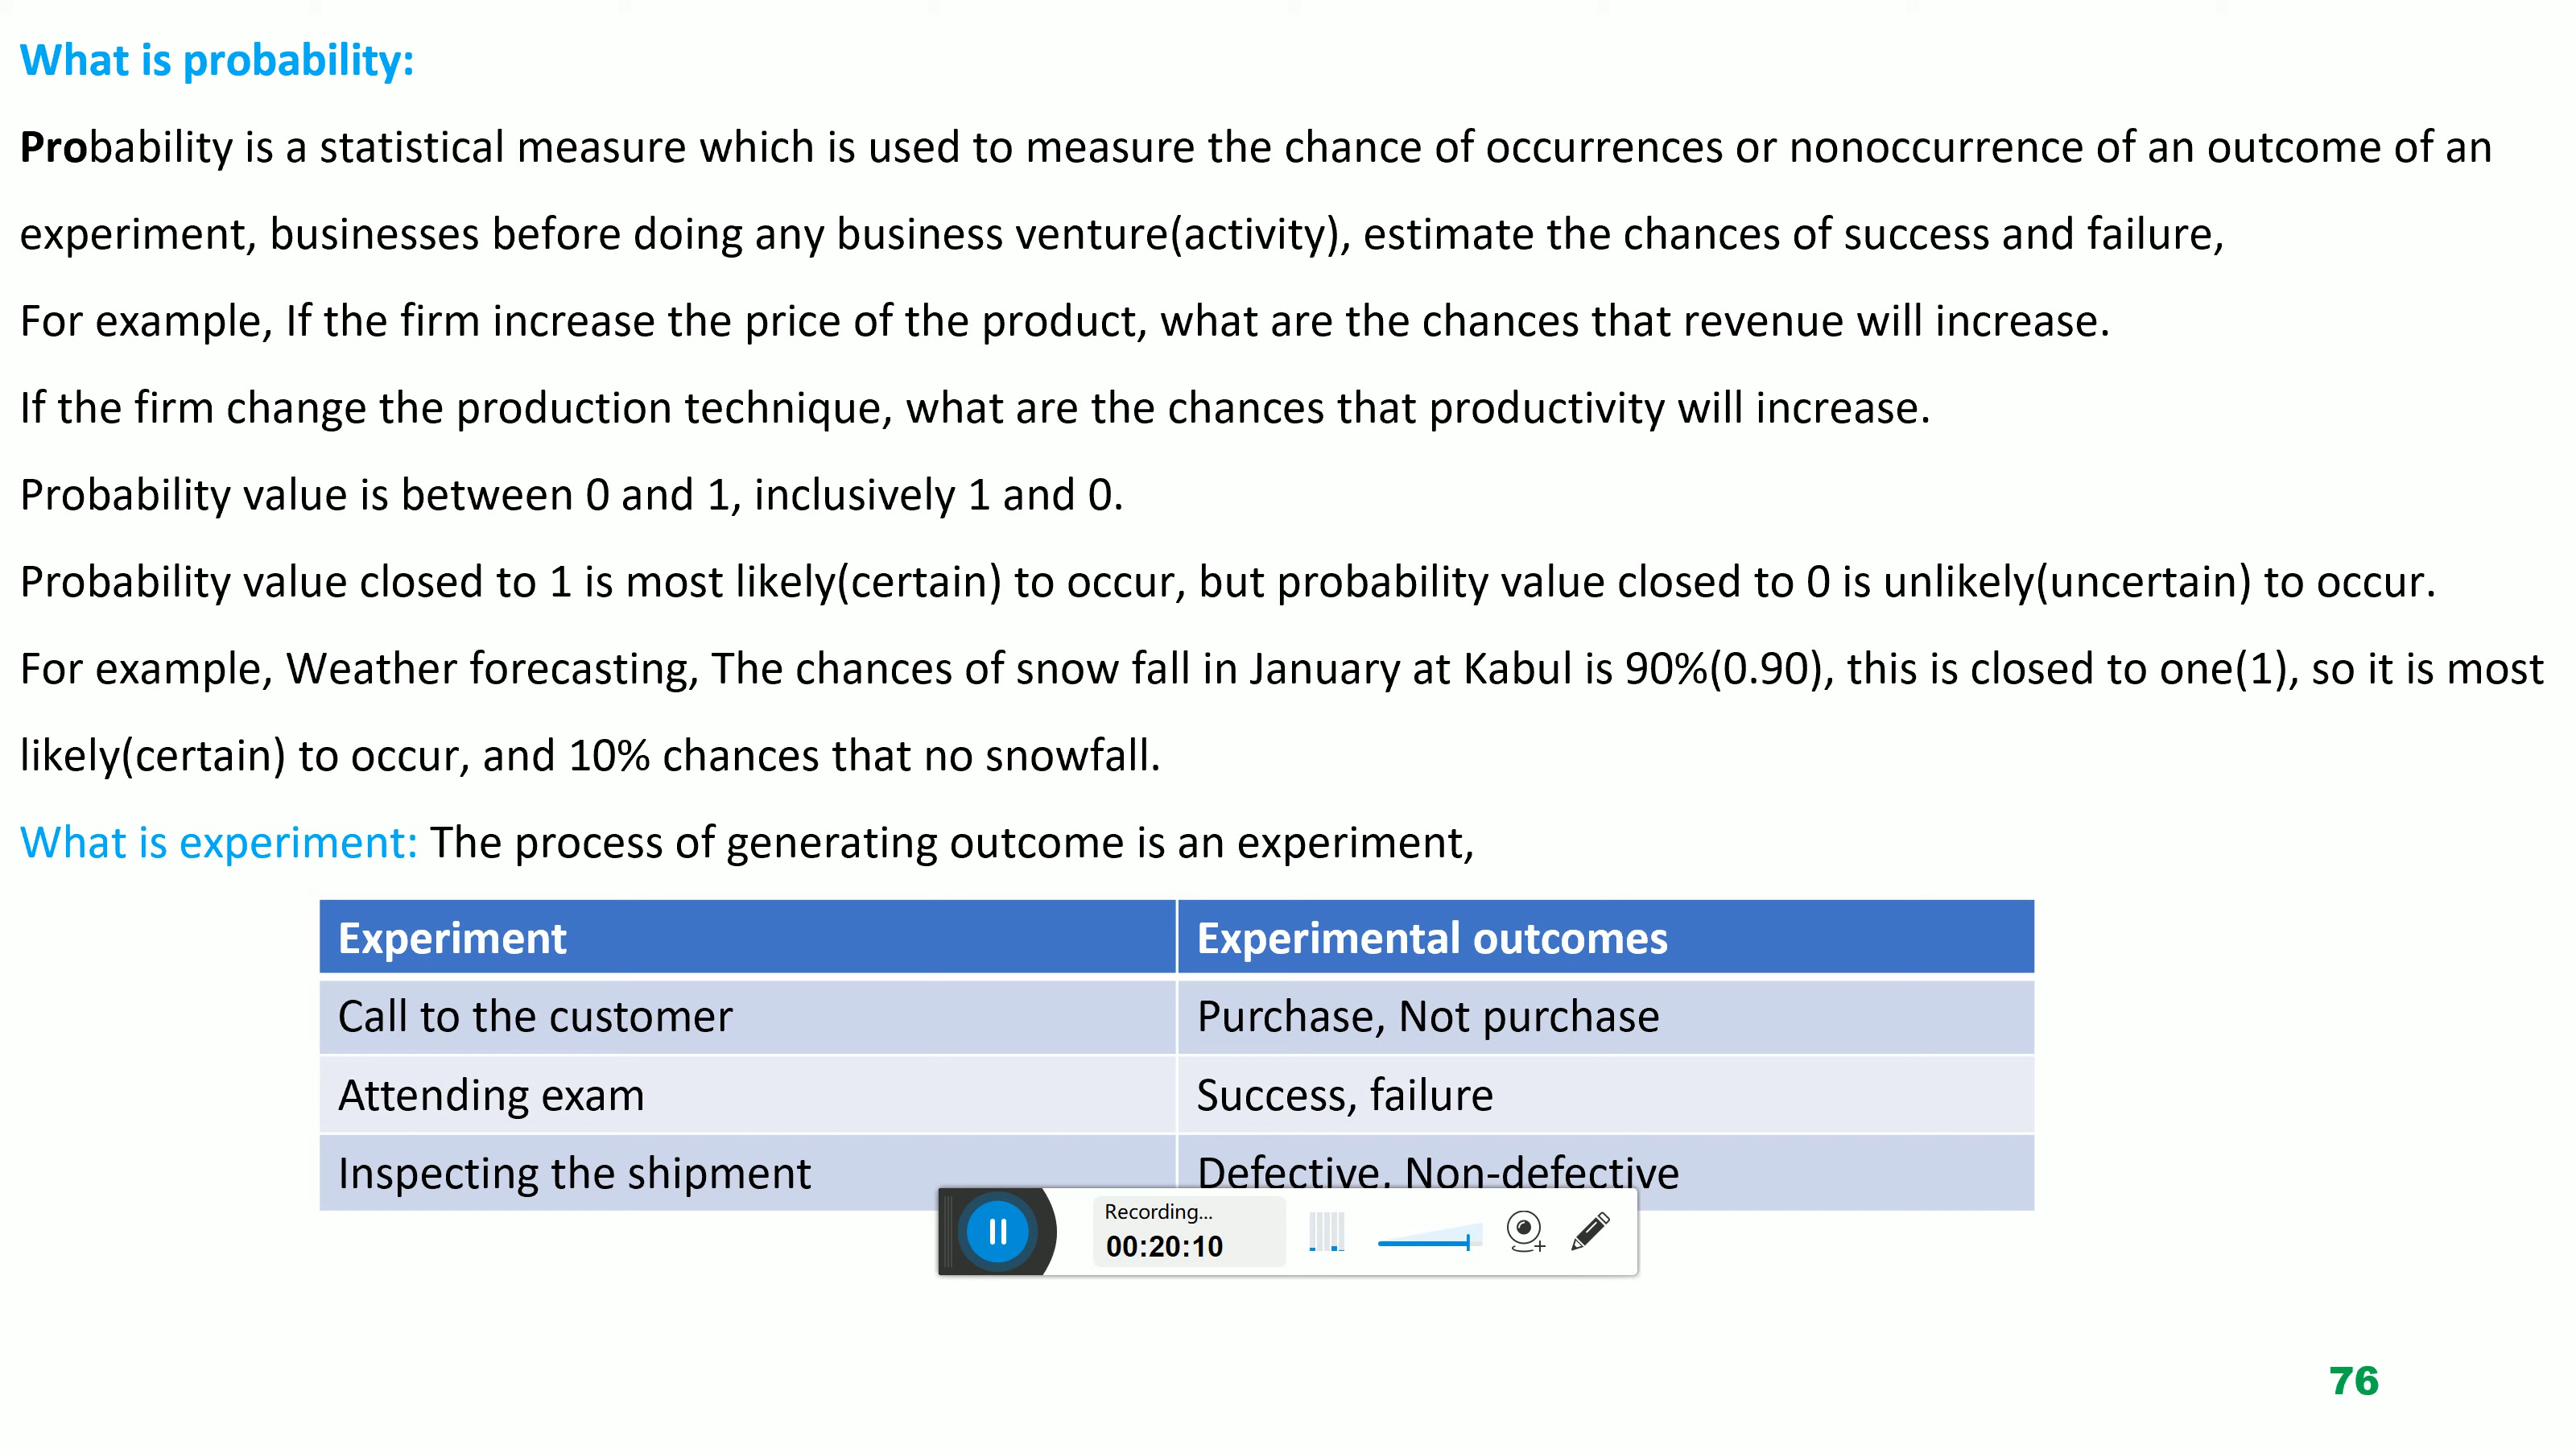 What is probability:
Probability is a statistical measure which is used to measure the chance of occurrences or nonoccurrence of an outcome of an
experiment, businesses before doing any business venture(activity), estimate the chances of success and failure,
For example, If the firm increase the price of the product, what are the chances that revenue will increase.
If the firm change the production technique, what are the chances that productivity will increase.
Probability value is between 0 and 1, inclusively 1 and 0.
Probability value closed to 1 is most likely(certain) to occur, but probability value closed to 0 is unlikely(uncertain) to occur.
For example, Weather forecasting, The chances of snow fall in January at Kabul is 90%(0.90), this is closed to one(1), so it is most
likely(certain) to occur, and 10% chances that no snowfall.
What is experiment: The process of generating outcome is an experiment,
Experiment Experimental outcomes
Call to the customer Purchase, Not purchase
Attending exam Success, failure
Inspecting the shipment Defective, Non-defective
Recording...
00:20:10
76